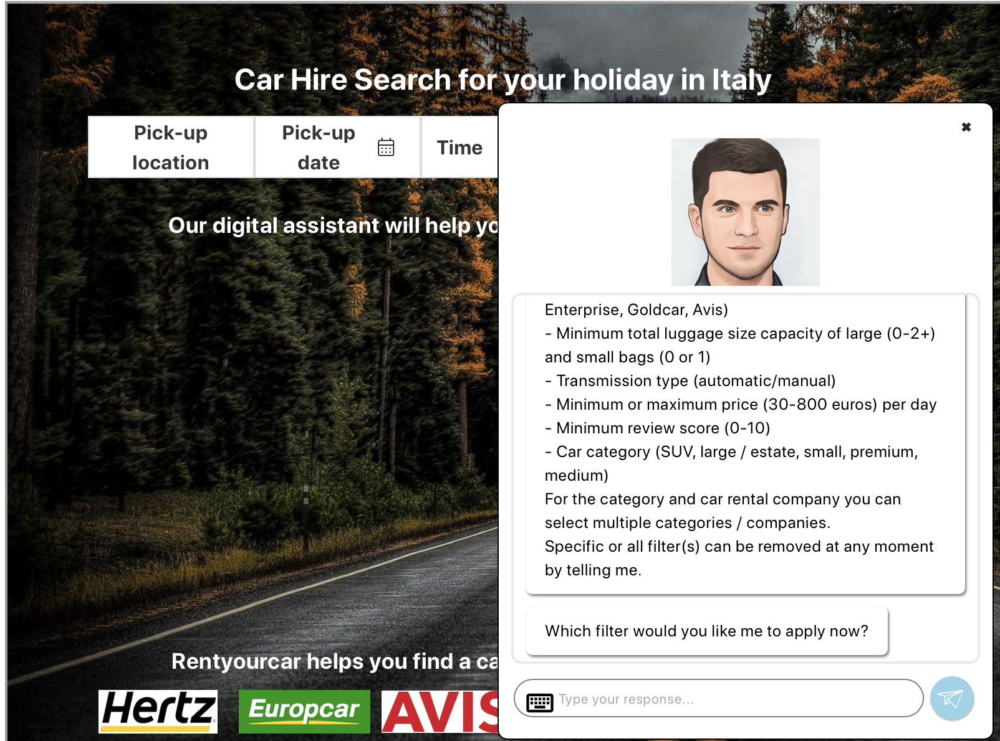 Car Hire Search for your holiday in Italy
Pick-up
location
Pick-up
date
Time
Our digital assistant will help yo
Enterprise, Goldcar, Avis)
- Minimum total luggage size capacity of large (0-2+)
and small bags (0 or 1)
- Transmission type (automatic/manual)
- Minimum or maximum price (30-800 euros) per day
- Minimum review score (0-10)
- Car category (SUV, large / estate, small, premium,
medium)
For the category and car rental company you can
select multiple categories / companies.
Specific or all filter(s) can be removed at any moment
by telling me.
Which filter would you like me to apply now?
Type your response...
Rentyourcar helps you find a ca
Hertz
Europcar
AVIS